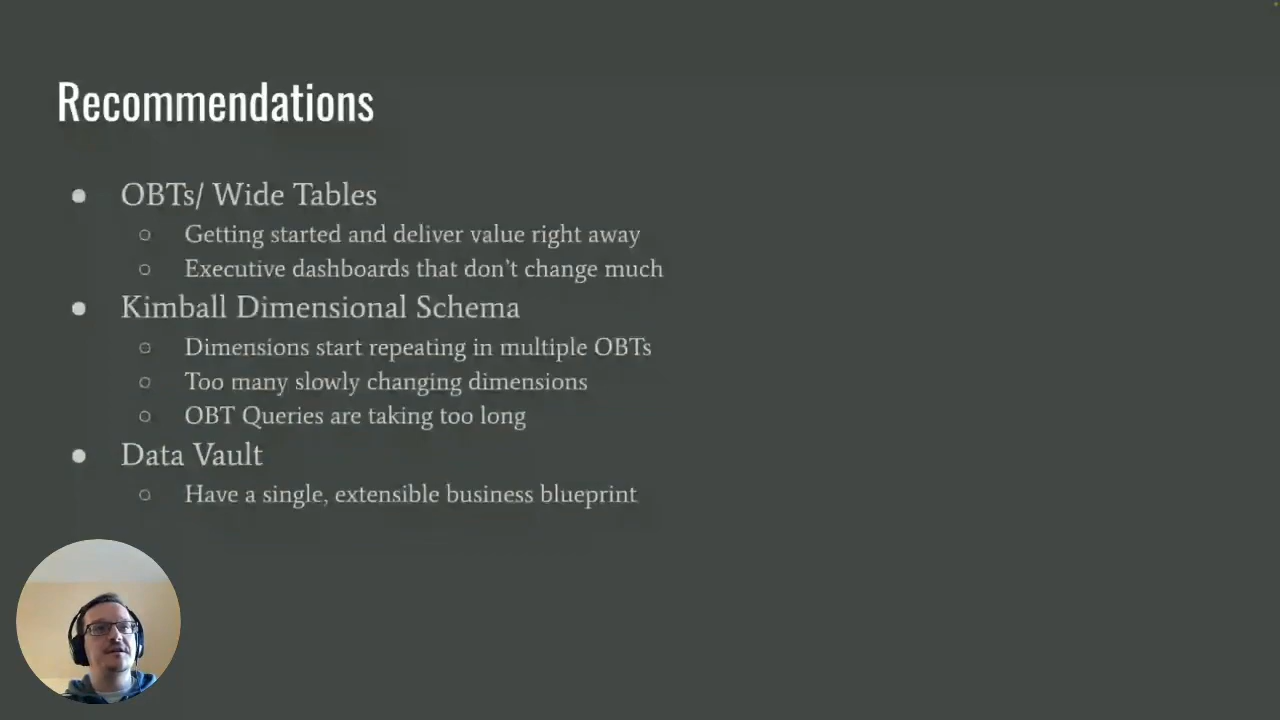 Recommendations
● OBTs/ Wide Tables
○ Getting started and deliver value right away
○ Executive dashboards that don't change much
● Kimball Dimensional Schema
○ Dimensions start repeating in multiple OBTs
○ Too many slowly changing dimensions
○ OBT Queries are taking too long
● Data Vault
○ Have a single, extensible business blueprint